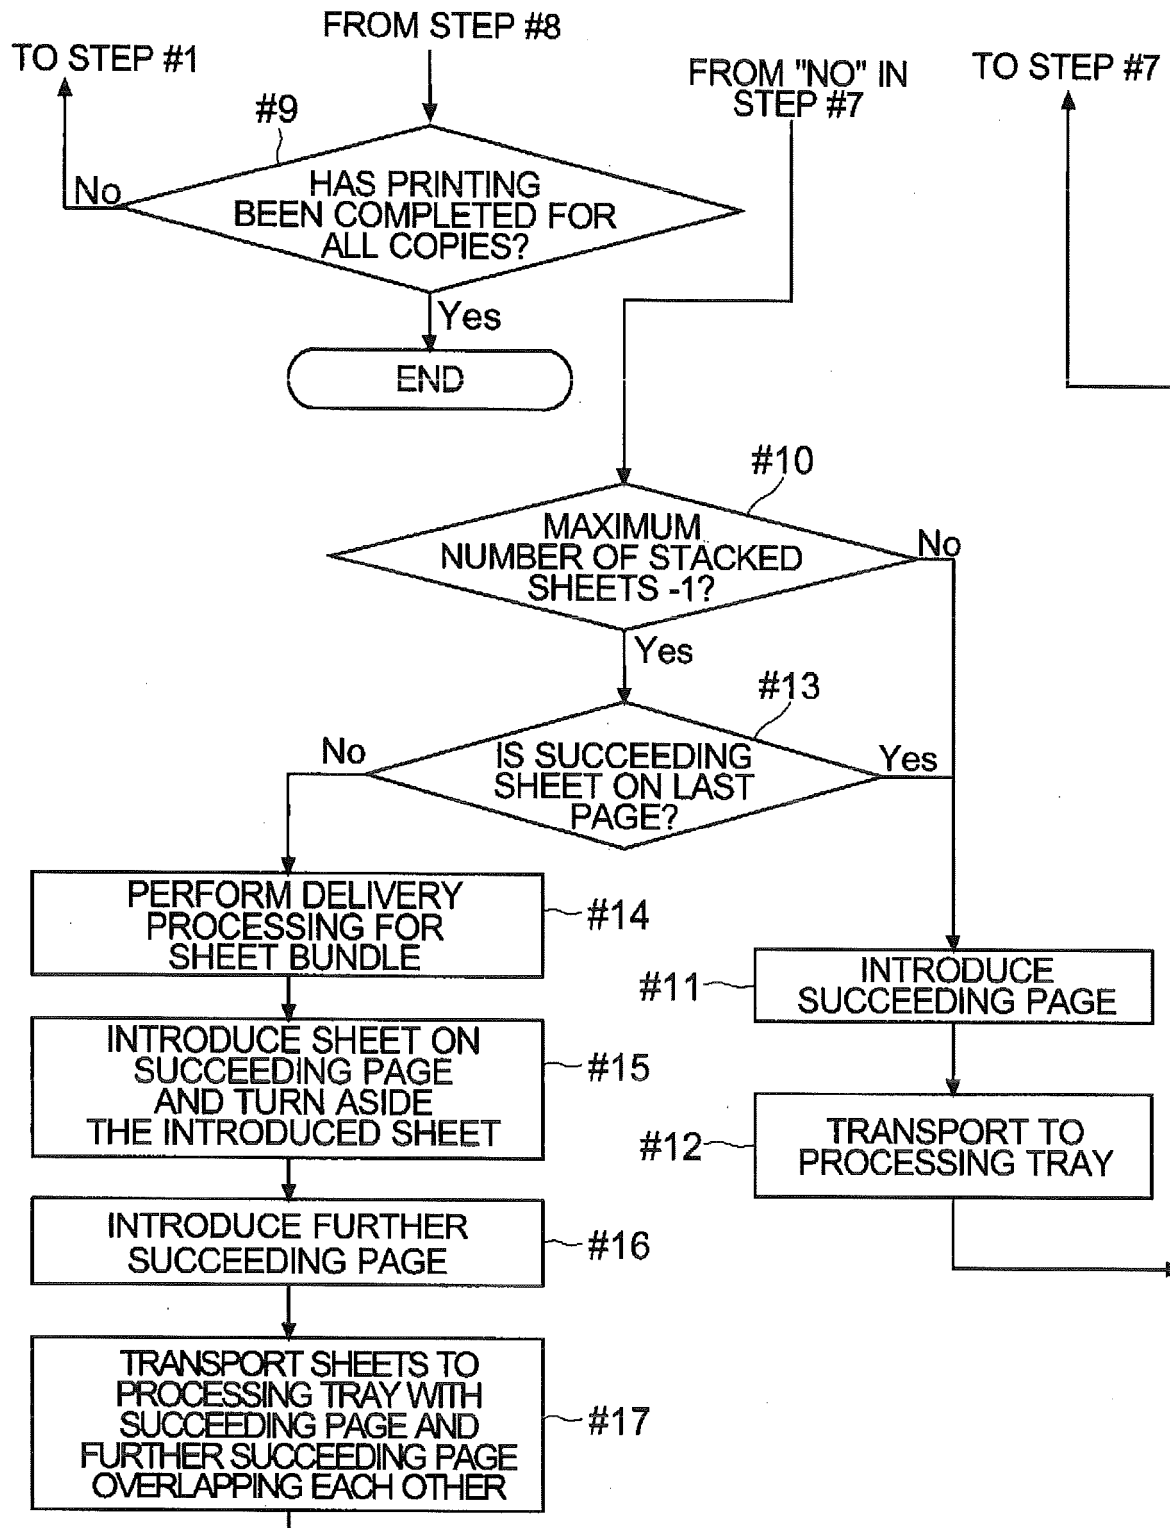 FROM STEP #8
TO STEP #1
FROM "NO" IN
STEP #7
TO STEP #7
#9
No
HAS PRINTING
BEEN COMPLETED FOR
ALL COPIES?
Yes
END
#10
MAXIMUM
NUMBER OF STACKED
SHEETS -1?
No
Yes
#13
No
IS SUCCEEDING
SHEET ON LAST
PAGE?
Yes
PERFORM DELIVERY
PROCESSING FOR
SHEET BUNDLE
#14
#11
INTRODUCE
SUCCEEDING PAGE
INTRODUCE SHEET ON
SUCCEEDING PAGE
AND TURN ASIDE
THE INTRODUCED SHEET
#15
#12
TRANSPORT TO
PROCESSING TRAY
INTRODUCE FURTHER
SUCCEEDING PAGE
#16
TRANSPORT SHEETS TO
PROCESSING TRAY WITH
SUCCEEDING PAGE AND
FURTHER SUCCEEDING PAGE
OVERLAPPING EACH OTHER
#17